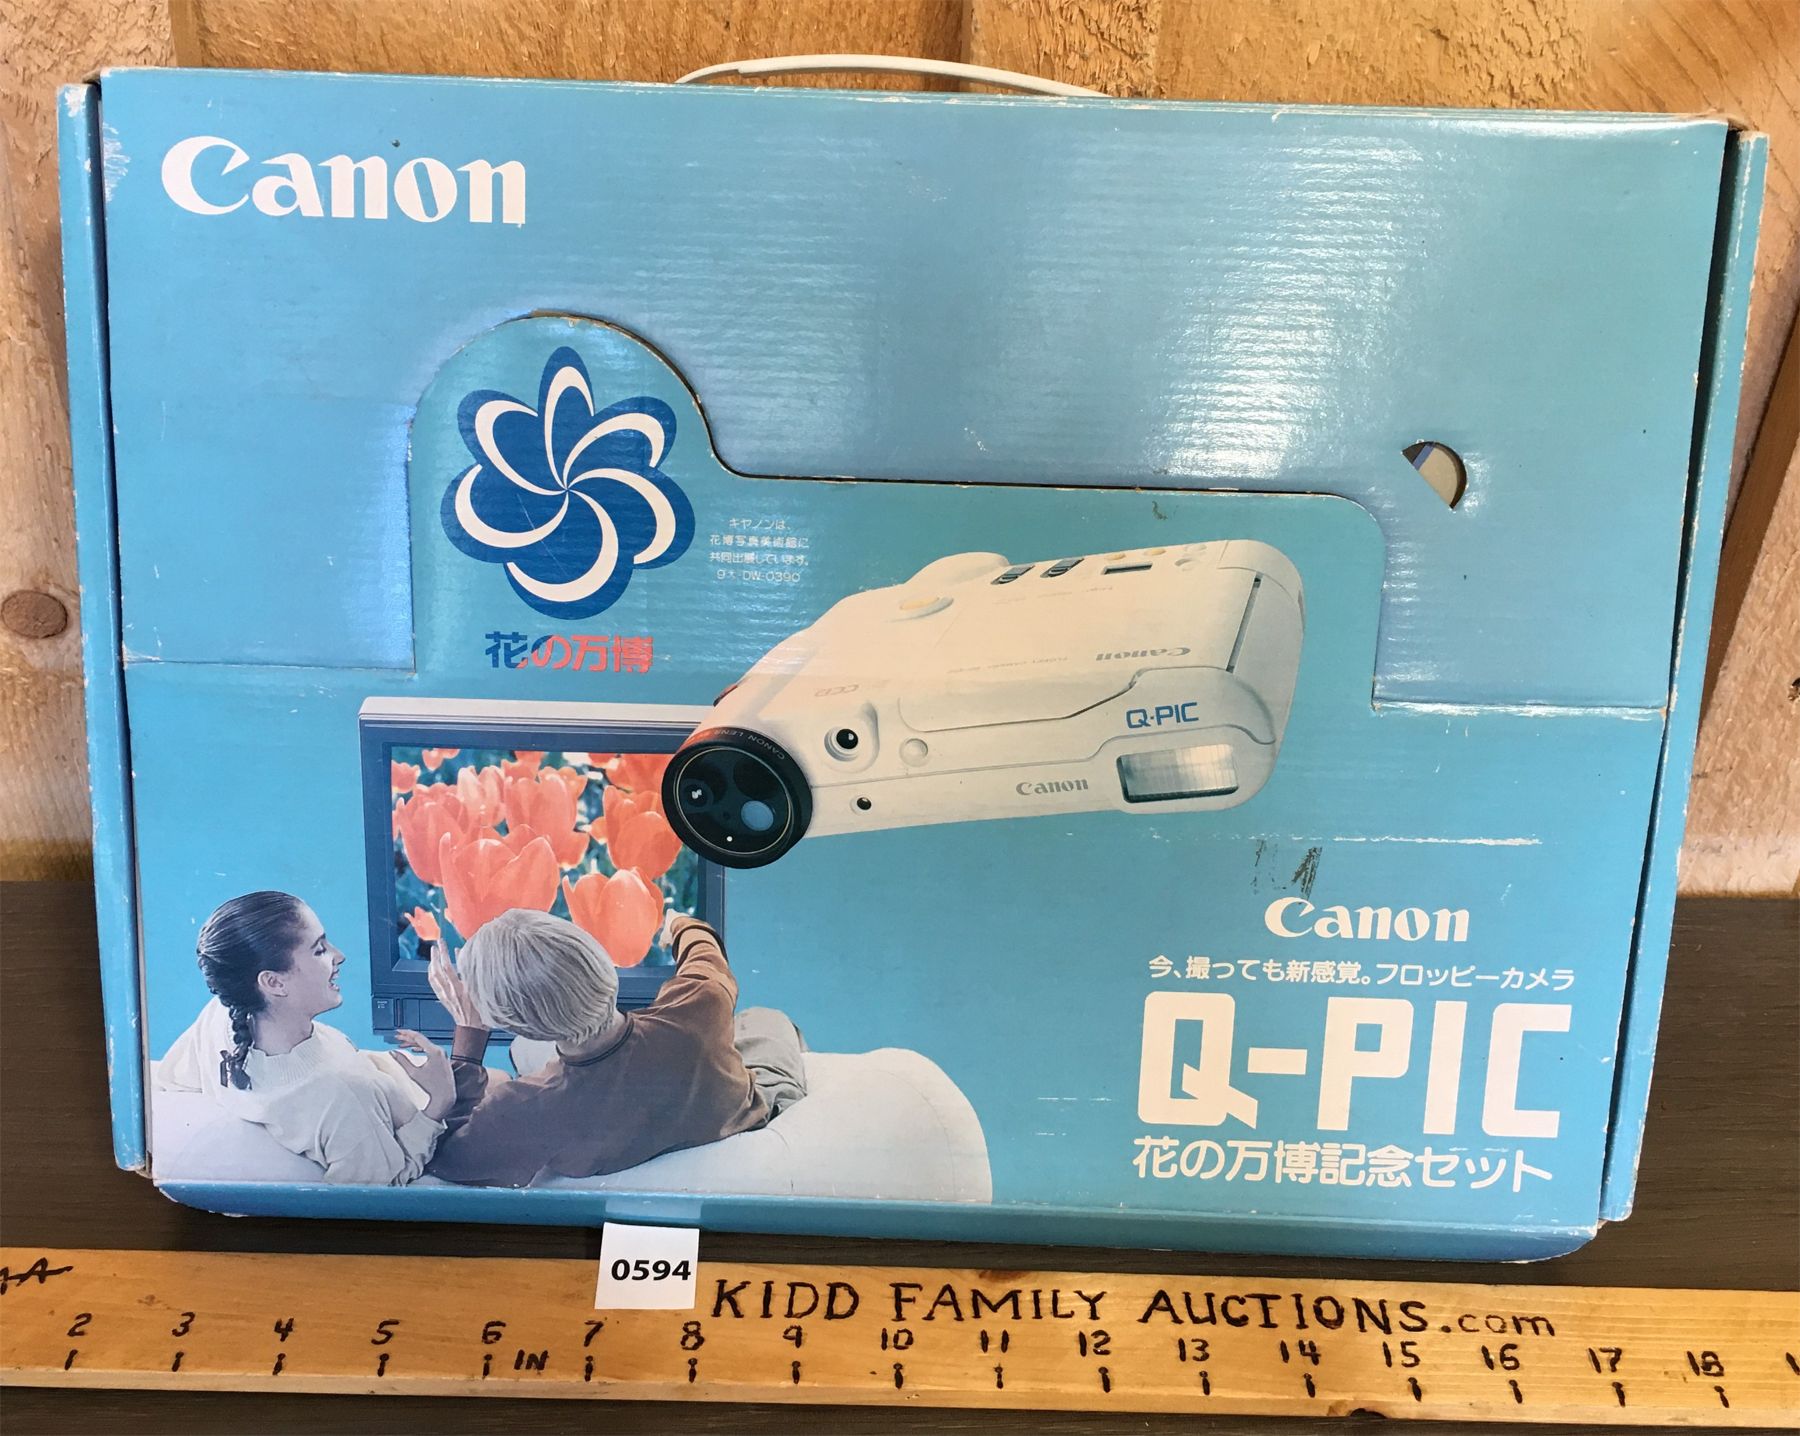 Canon
キヤノンは、
花博写真美術館に
共同出展しています。
花の万博
Canon
Q-PIC
Canon
Canon
今、撮っても新感覚。フロッピーカメラ
Q-PIC
花の万博記念セット
0594
KIDD FAMILY AUCTIONS.com
2 3 4 5 6 IN 7 8 9 10 11 12 13 14 15 16 17 18